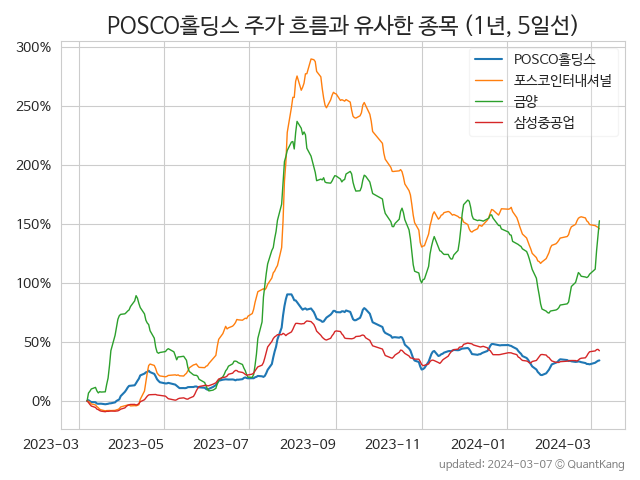 POSCO홀딩스 주가 흐름과 유사한 종목 (1년, 5일선)
300%
250%
200%
150%
100%
50%
0%
POSCO홀딩스
포스코인터내셔널
금양
삼성중공업
2023-03
2023-05
2023-07
2023-09
2023-11
2024-01
2024-03
updated: 2024-03-07 © QuantKang